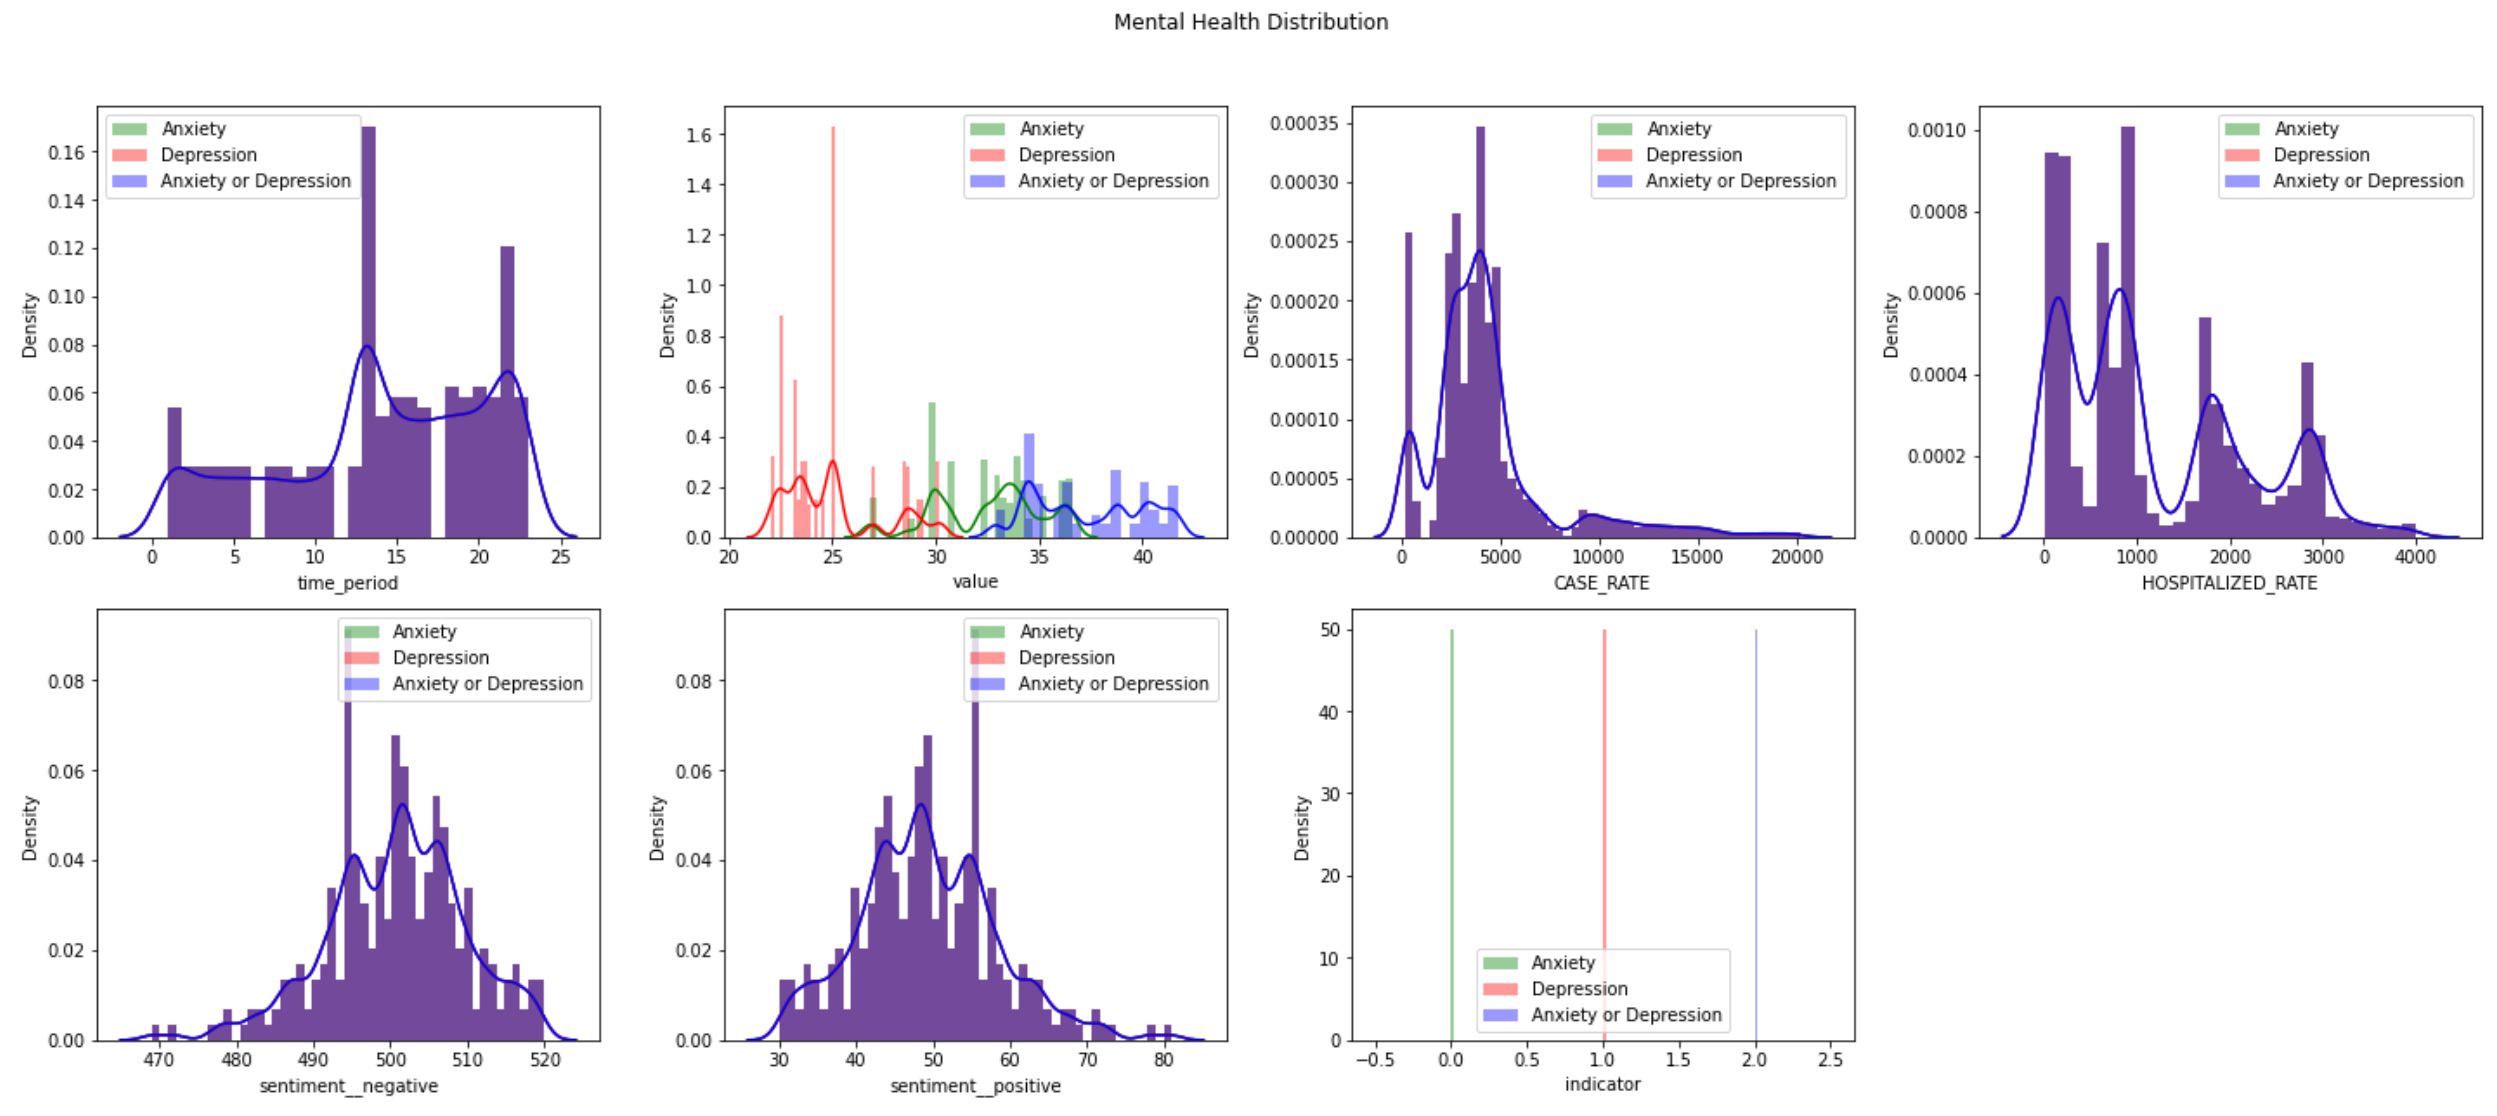 Mental Health Distribution
Anxiety
Depression
Anxiety or Depression
0.16
0.14
0.12
0.10
0.08
0.06
0.04
0.02
0.00
Density
0 5 10 15 20 25
time_period
Anxiety
Depression
Anxiety or Depression
1.6
1.4
1.2
1.0
0.8
0.6
0.4
0.2
0.0
Density
20 25 30 35 40
value
Anxiety
Depression
Anxiety or Depression
0.00035
0.00030
0.00025
0.00020
0.00015
0.00010
0.00005
0.00000
Density
0 5000 10000 15000 20000
CASE_RATE
Anxiety
Depression
Anxiety or Depression
0.0010
0.0008
0.0006
0.0004
0.0002
0.0000
Density
0 1000 2000 3000 4000
HOSPITALIZED_RATE
Anxiety
Depression
Anxiety or Depression
0.08
0.06
0.04
0.02
0.00
Density
470 480 490 500 510 520
sentiment__negative
Anxiety
Depression
Anxiety or Depression
0.08
0.06
0.04
0.02
0.00
Density
30 40 50 60 70 80
sentiment__positive
50
40
30
20
10
0
Density
Anxiety
Depression
Anxiety or Depression
−0.5 0.0 0.5 1.0 1.5 2.0 2.5
indicator